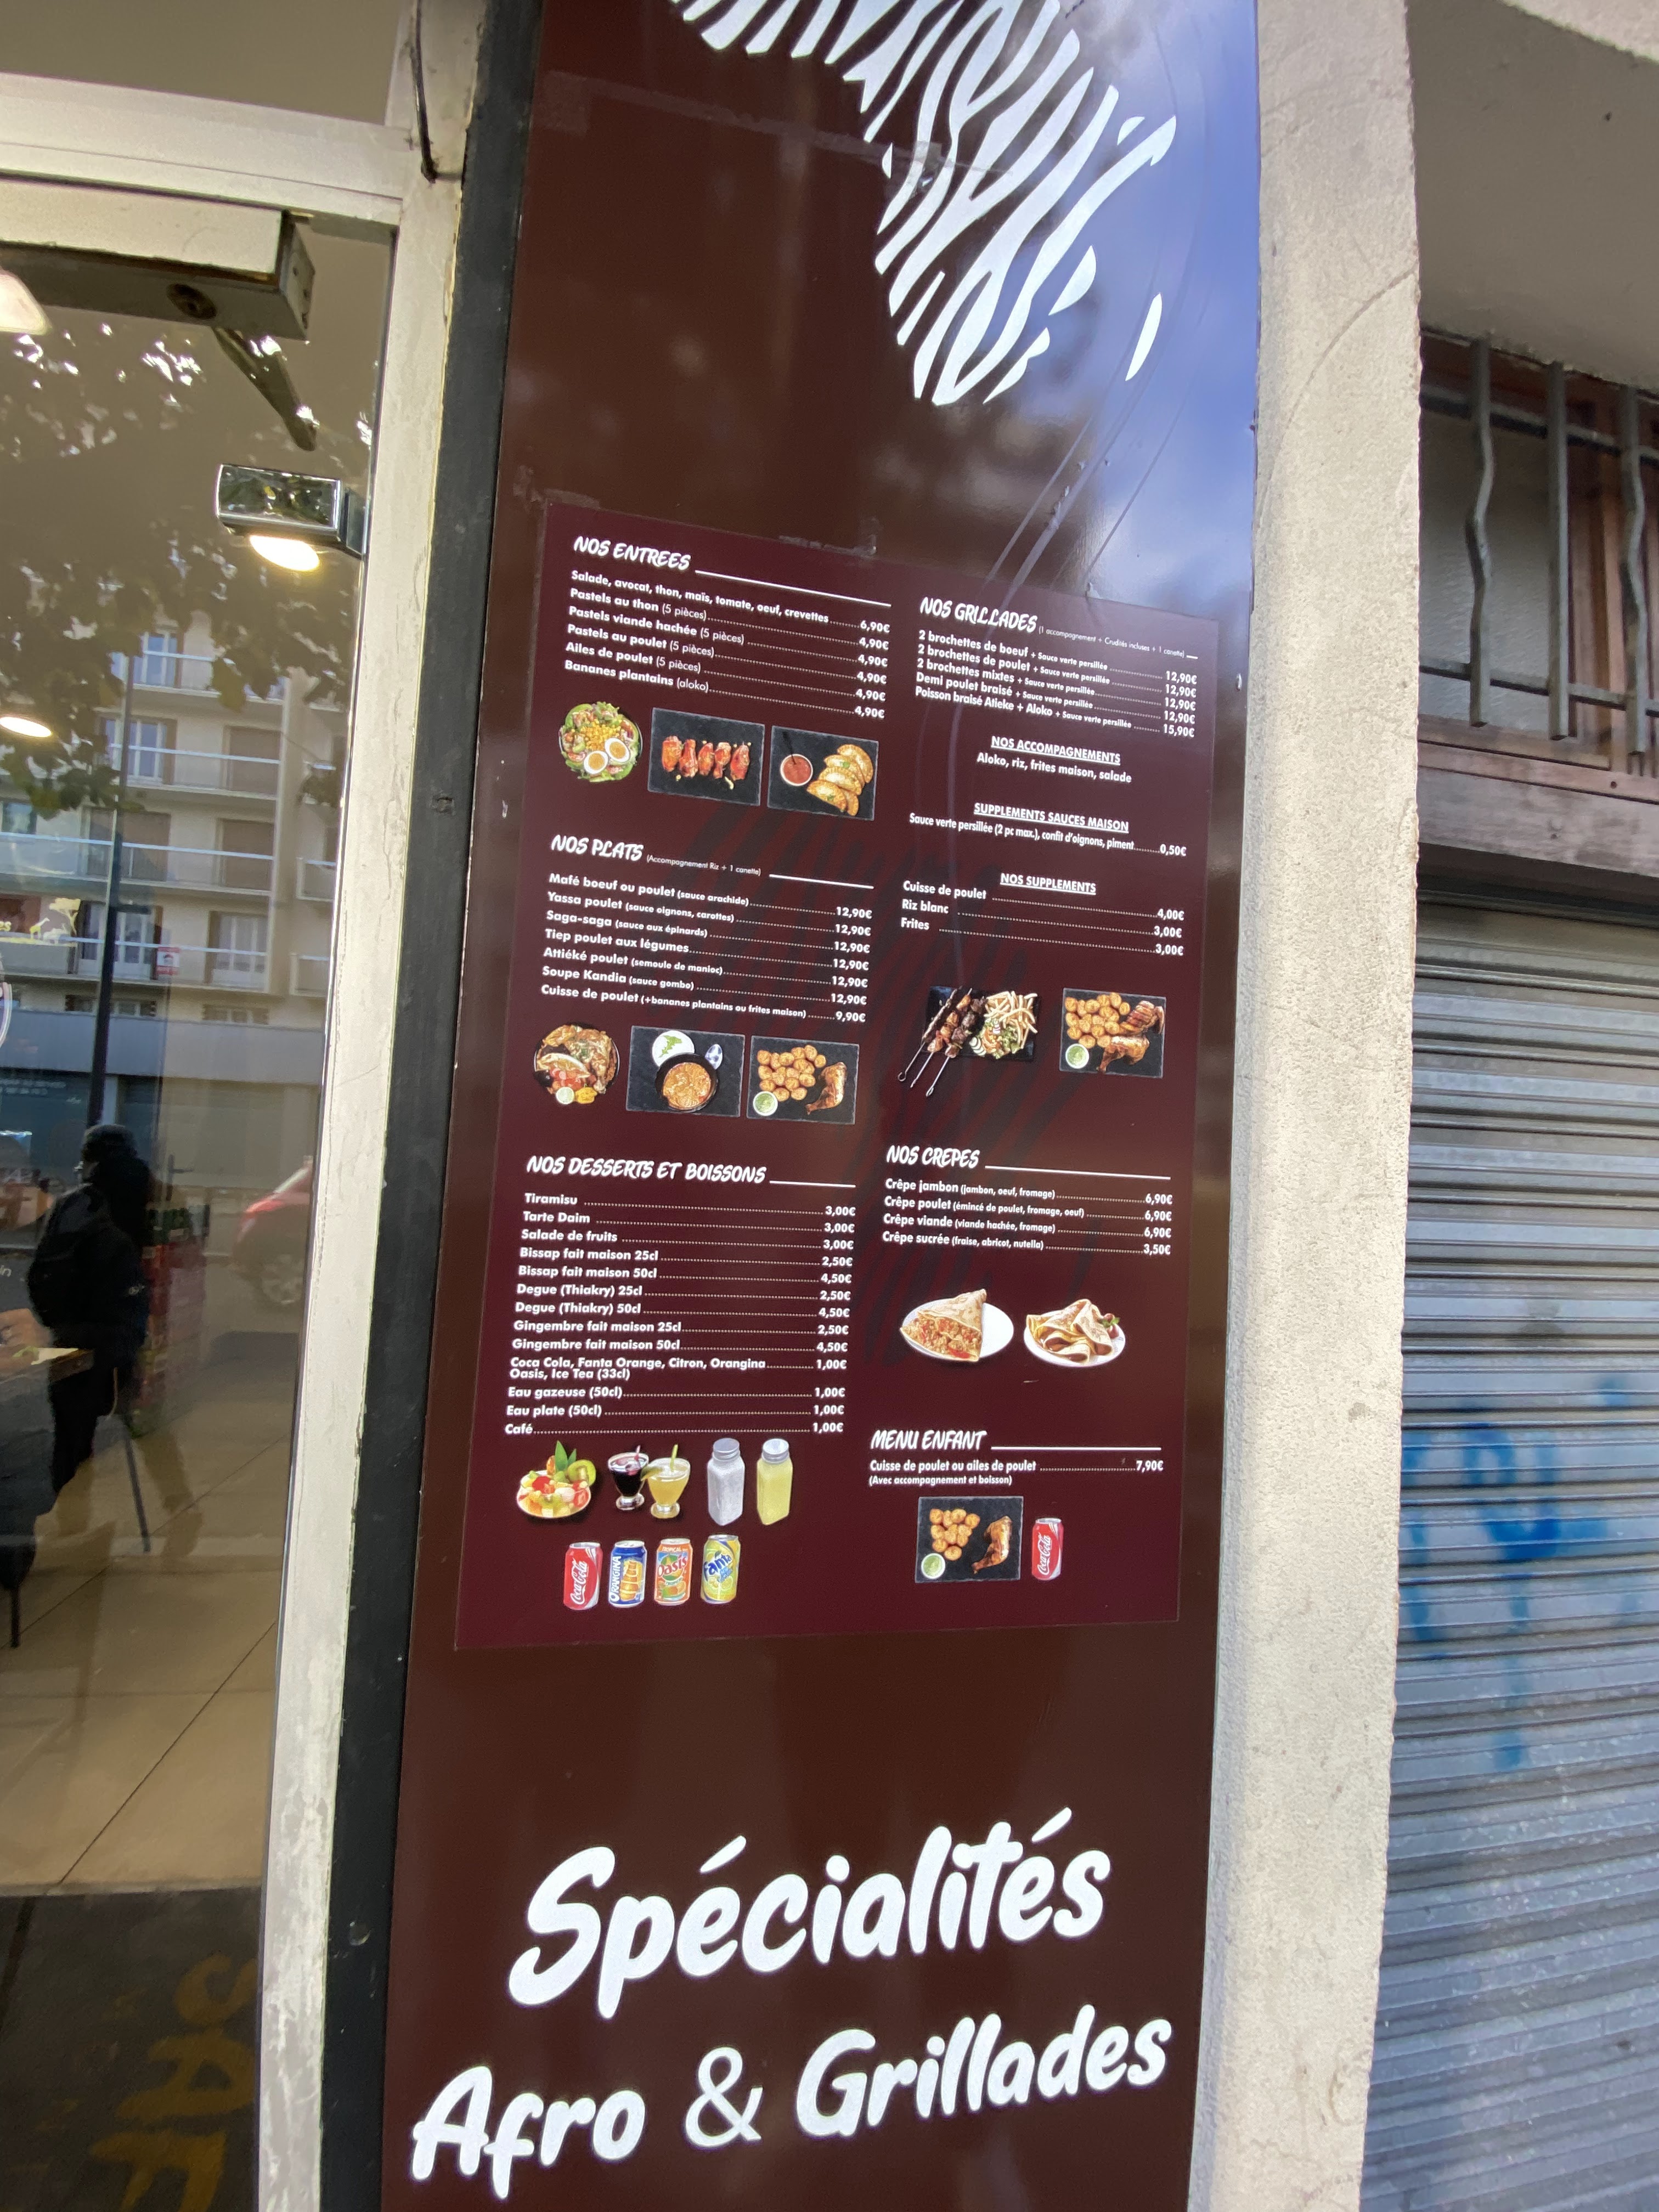 NOS ENTREES
Salade, avocat, thon, maïs, tomate, oeuf, crevettes ........ 6,90€
Pastels au thon (5 pièces) ........ 4,90€
Pastels viande hachée (5 pièces) ........ 4,90€
Pastels au poulet (5 pièces) ........ 4,90€
Ailes de poulet (5 pièces) ........ 4,90€
Bananes plantains (aloko) ........ 4,90€
NOS PLATS (Accompagnement Riz + 1 canette)
Mafé boeuf ou poulet (sauce arachide) ........ 12,90€
Yassa poulet (sauce oignons, carottes) ........ 12,90€
Saga-saga (sauce aux épinards) ........ 12,90€
Tiep poulet aux légumes ........ 12,90€
Attiéké poulet (semoule de manioc) ........ 12,90€
Soupe Kandia (sauce gombo) ........ 12,90€
Cuisse de poulet (+bananes plantains ou frites maison) ........ 9,90€
NOS DESSERTS ET BOISSONS
Tiramisu ........ 3,00€
Tarte Daim ........ 3,00€
Salade de fruits ........ 3,00€
Bissap fait maison 25cl ........ 2,50€
Bissap fait maison 50cl ........ 4,50€
Degue (Thiakry) 25cl ........ 2,50€
Degue (Thiakry) 50cl ........ 4,50€
Gingembre fait maison 25cl ........ 2,50€
Gingembre fait maison 50cl ........ 4,50€
Coca Cola, Fanta Orange, Citron, Orangina ........ 1,00€
Oasis, Ice Tea (33cl)
Eau gazeuse (50cl) ........ 1,00€
Eau plate (50cl) ........ 1,00€
Café ........ 1,00€
Coca-Cola
ORANGINA
TROPICAL
Oasis
Fanta
NOS GRILLADES (1 accompagnement + Crudités incluses + 1 canette)
2 brochettes de boeuf + Sauce verte persillée ........ 12,90€
2 brochettes de poulet + Sauce verte persillée ........ 12,90€
2 brochettes mixtes + Sauce verte persillée ........ 12,90€
Demi poulet braisé + Sauce verte persillée ........ 12,90€
Poisson braisé Atieke + Aloko + Sauce verte persillée ........ 15,90€
NOS ACCOMPAGNEMENTS
Aloko, riz, frites maison, salade
SUPPLEMENTS SAUCES MAISON
Sauce verte persillée (2 pc max.), confit d'oignons, piment ........ 0,50€
NOS SUPPLEMENTS
Cuisse de poulet ........ 4,00€
Riz blanc ........ 3,00€
Frites ........ 3,00€
NOS CREPES
Crêpe jambon (jambon, oeuf, fromage) ........ 6,90€
Crêpe poulet (émincé de poulet, fromage, oeuf) ........ 6,90€
Crêpe viande (viande hachée, fromage) ........ 6,90€
Crêpe sucrée (fraise, abricot, nutella) ........ 3,50€
MENU ENFANT
Cuisse de poulet ou ailes de poulet ........ 7,90€
(Avec accompagnement et boisson)
Coca-Cola
Spécialités
Afro & Grillades